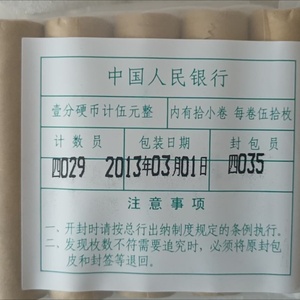 中国人民银行
壹分硬币计伍元整 内有拾小卷 每卷伍拾枚
计数员 包装日期 封包员
四029 2013年03月01日 四035
注意事项
一、开封时请按总行出纳制度规定的条例执行。
二、发现枚数不符需要追究时，必须将原封包
皮和封签等退回。